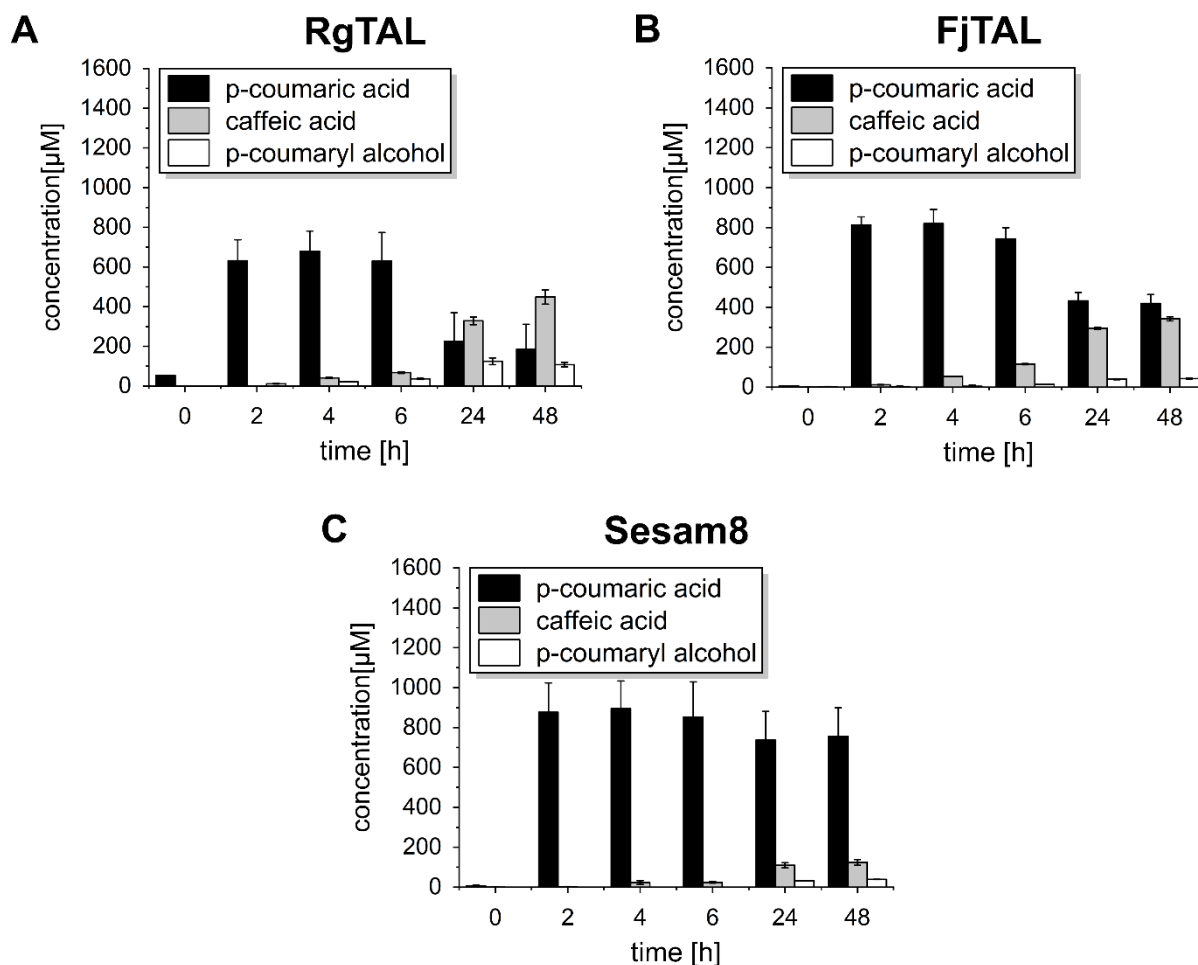 A
RgTAL
1600
1400
1200
1000
800
600
400
200
0
concentration[µM]
p-coumaric acid
caffeic acid
p-coumaryl alcohol
0 2 4 6 24 48
time [h]
B
FjTAL
1600
1400
1200
1000
800
600
400
200
0
concentration[µM]
p-coumaric acid
caffeic acid
p-coumaryl alcohol
0 2 4 6 24 48
time [h]
C
Sesam8
1600
1400
1200
1000
800
600
400
200
0
concentration[µM]
p-coumaric acid
caffeic acid
p-coumaryl alcohol
0 2 4 6 24 48
time [h]